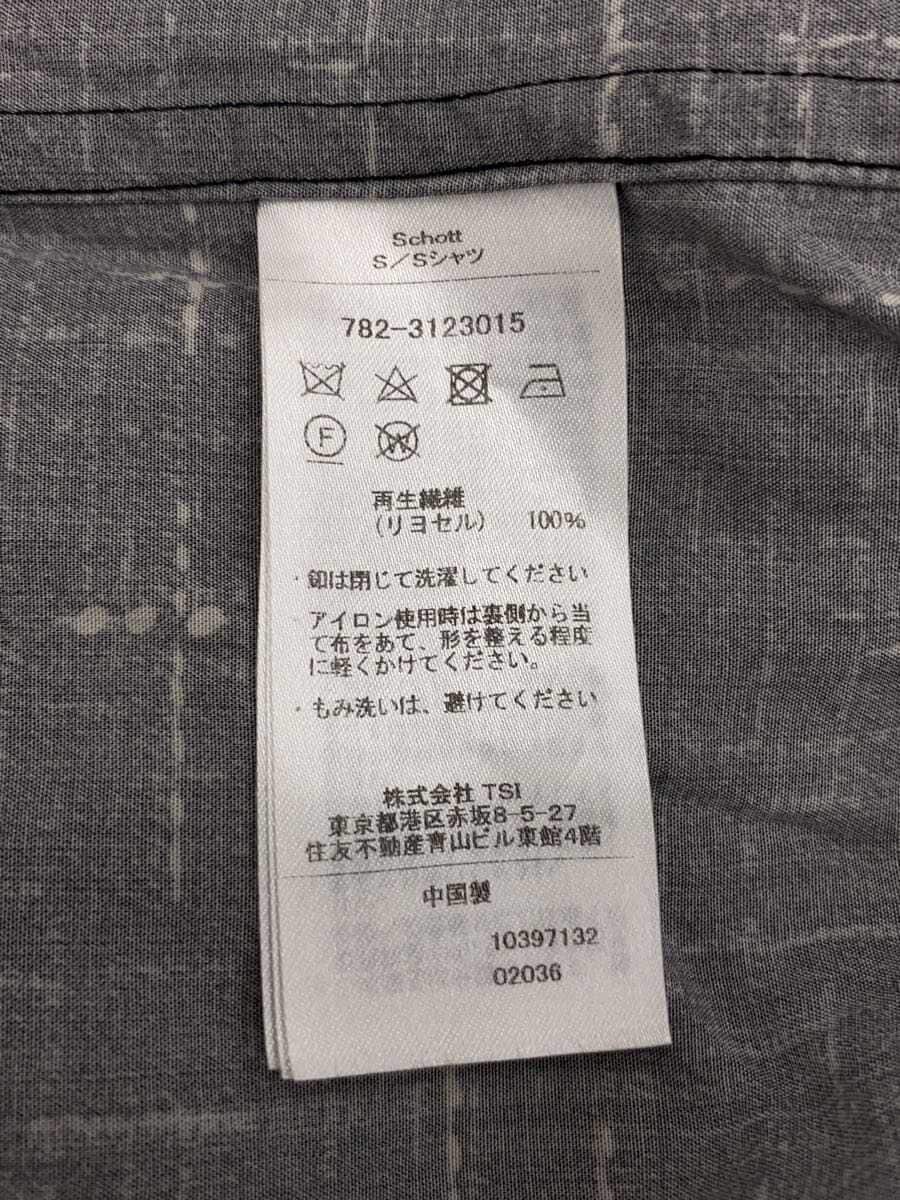 Schott
S／Sシャツ
782-3123015
F
W
再生繊維
（リヨセル） 100%
・釦は閉じて洗濯してください
・アイロン使用時は裏側から当
て布をあて、形を整える程度
に軽くかけてください。
・もみ洗いは、避けてください
株式会社 TSI
東京都港区赤坂8-5-27
住友不動産青山ビル東館4階
中国製
10397132
02036